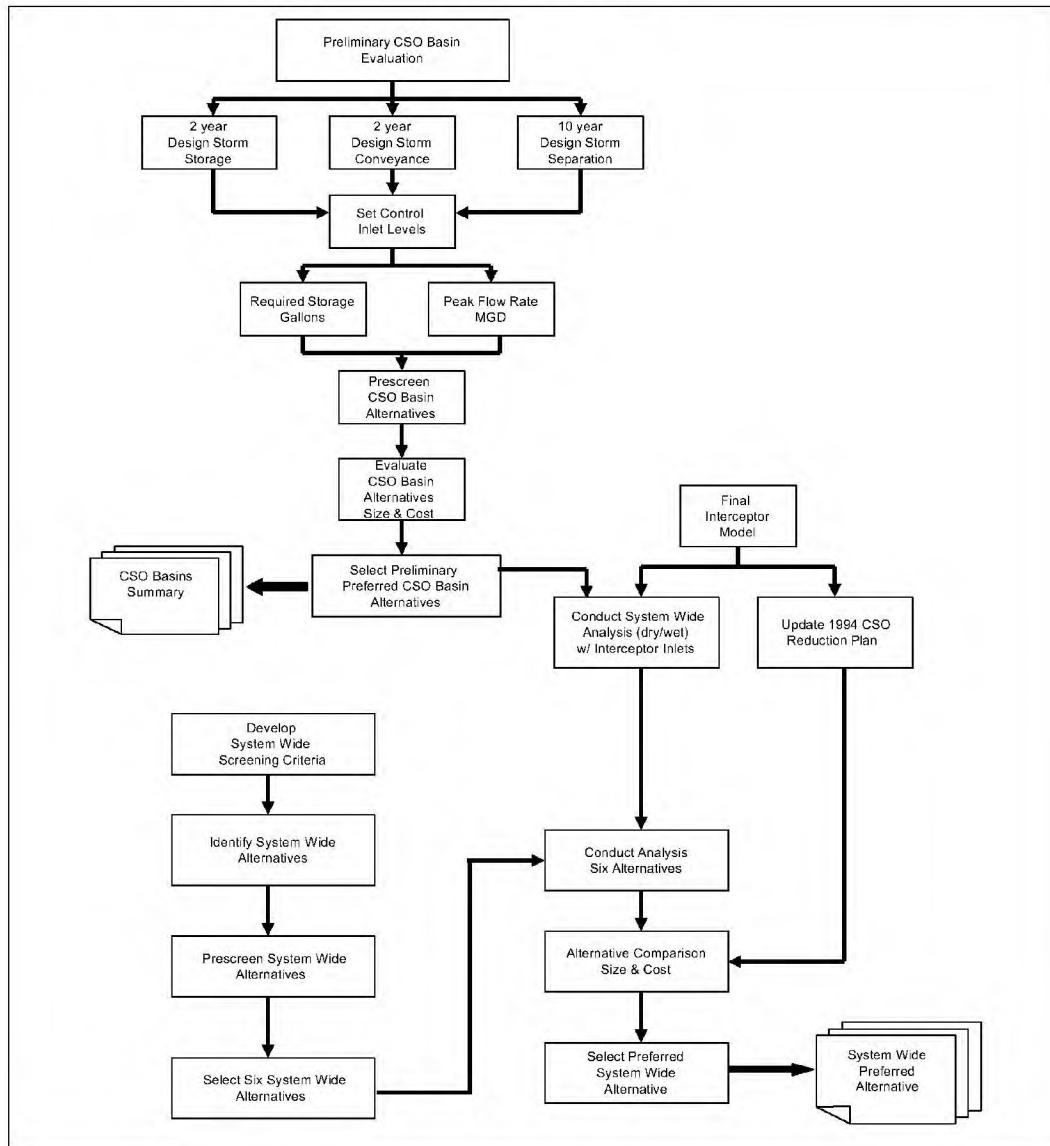 Preliminary CSO Basin
Evaluation
2 year
Design Storm
Storage
2 year
Design Storm
Conveyance
10 year
Design Storm
Separation
Set Control
Inlet Levels
Required Storage
Gallons
Peak Flow Rate
MGD
Prescreen
CSO Basin
Alternatives
Evaluate
CSO Basin
Alternatives
Size & Cost
Final
Interceptor
Model
CSO Basins
Summary
Select Preliminary
Preferred CSO Basin
Alternatives
Conduct System Wide
Analysis (dry/wet)
w/ Interceptor Inlets
Update 1994 CSO
Reduction Plan
Develop
System Wide
Screening Criteria
Identify System Wide
Alternatives
Conduct Analysis
Six Alternatives
Prescreen System Wide
Alternatives
Alternative Comparison
Size & Cost
Select Six System Wide
Alternatives
Select Preferred
System Wide
Alternative
System Wide
Preferred
Alternative